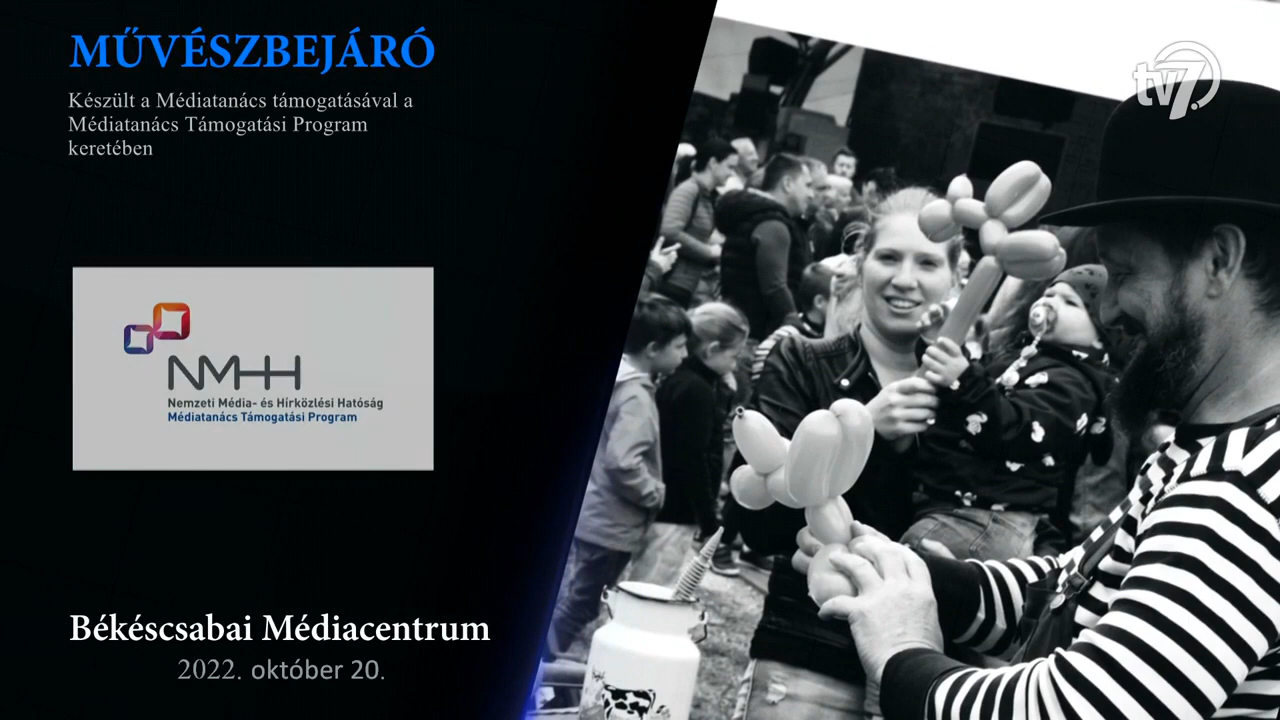 MŰVÉSZBEJÁRÓ
Készült a Médiatanács támogatásával a
Médiatanács Támogatási Program
keretében
NMHH
Nemzeti Média- és Hírközlési Hatóság
Médiatanács Támogatási Program
Békéscsabai Médiacentrum
2022. október 20.
tv7.